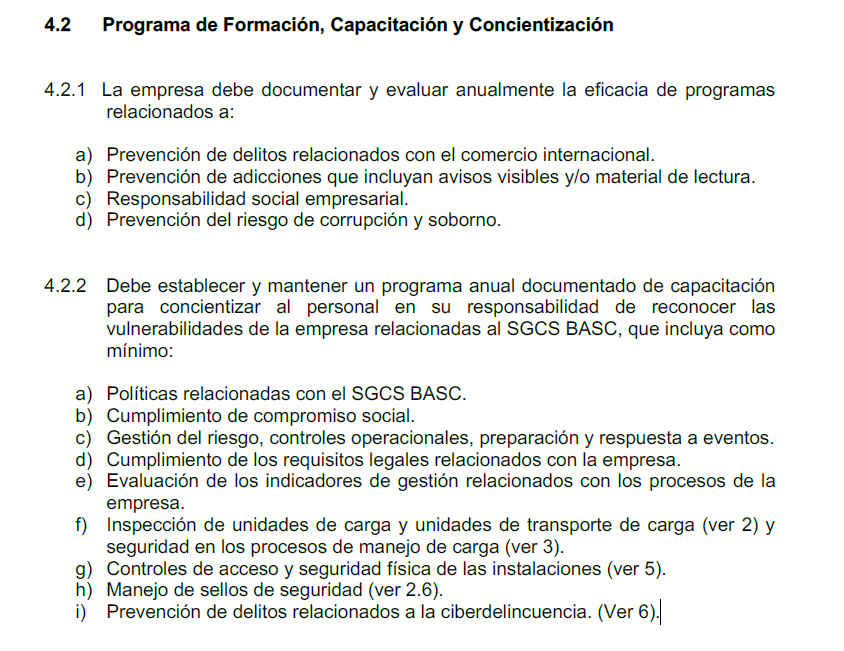 4.2 Programa de Formación, Capacitación y Concientización
4.2.1 La empresa debe documentar y evaluar anualmente la eficacia de programas
relacionados a:
a) Prevención de delitos relacionados con el comercio internacional.
b) Prevención de adicciones que incluyan avisos visibles y/o material de lectura.
c) Responsabilidad social empresarial.
d) Prevención del riesgo de corrupción y soborno.
4.2.2 Debe establecer y mantener un programa anual documentado de capacitación
para concientizar al personal en su responsabilidad de reconocer las
vulnerabilidades de la empresa relacionadas al SGCS BASC, que incluya como
mínimo:
a) Políticas relacionadas con el SGCS BASC.
b) Cumplimiento de compromiso social.
c) Gestión del riesgo, controles operacionales, preparación y respuesta a eventos.
d) Cumplimiento de los requisitos legales relacionados con la empresa.
e) Evaluación de los indicadores de gestión relacionados con los procesos de la
empresa.
f) Inspección de unidades de carga y unidades de transporte de carga (ver 2) y
seguridad en los procesos de manejo de carga (ver 3).
g) Controles de acceso y seguridad física de las instalaciones (ver 5).
h) Manejo de sellos de seguridad (ver 2.6).
i) Prevención de delitos relacionados a la ciberdelincuencia. (Ver 6).